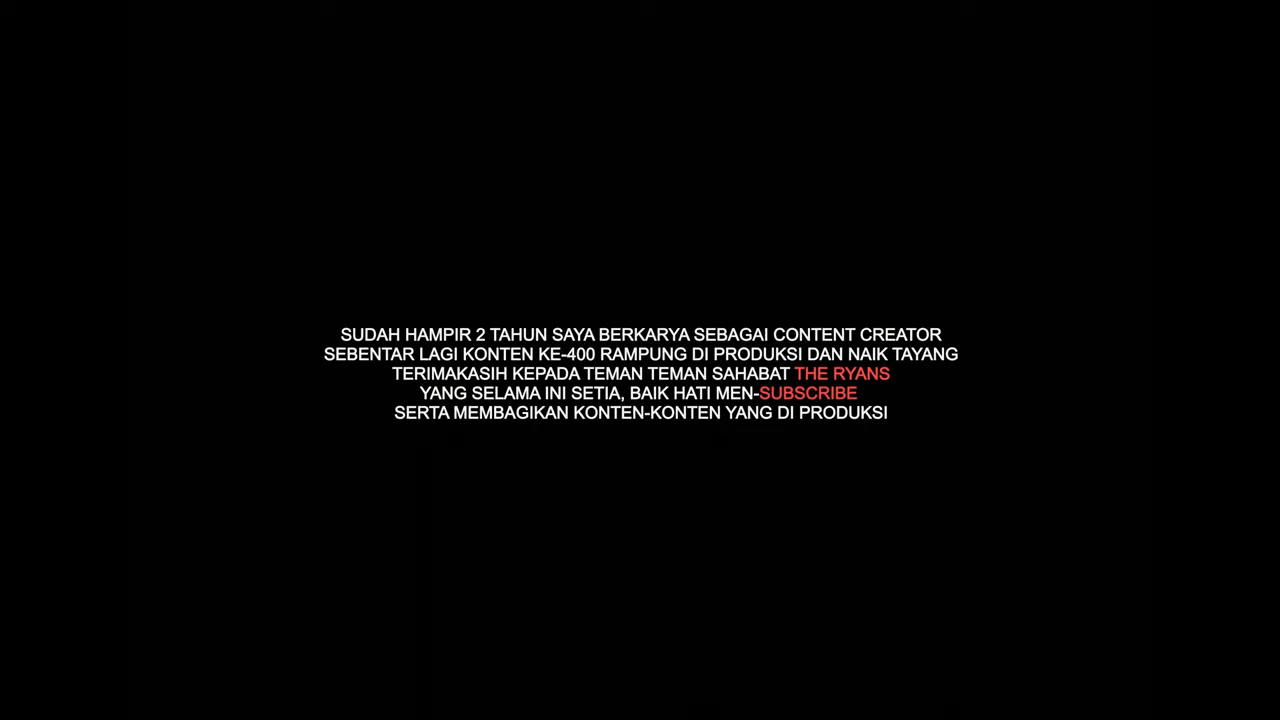 SUDAH HAMPIR 2 TAHUN SAYA BERKARYA SEBAGAI CONTENT CREATOR
SEBENTAR LAGI KONTEN KE-400 RAMPUNG DI PRODUKSI DAN NAIK TAYANG
TERIMAKASIH KEPADA TEMAN TEMAN SAHABAT THE RYANS
YANG SELAMA INI SETIA, BAIK HATI MEN-SUBSCRIBE
SERTA MEMBAGIKAN KONTEN-KONTEN YANG DI PRODUKSI